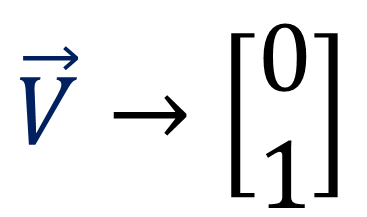 V⃗ → [0
1]